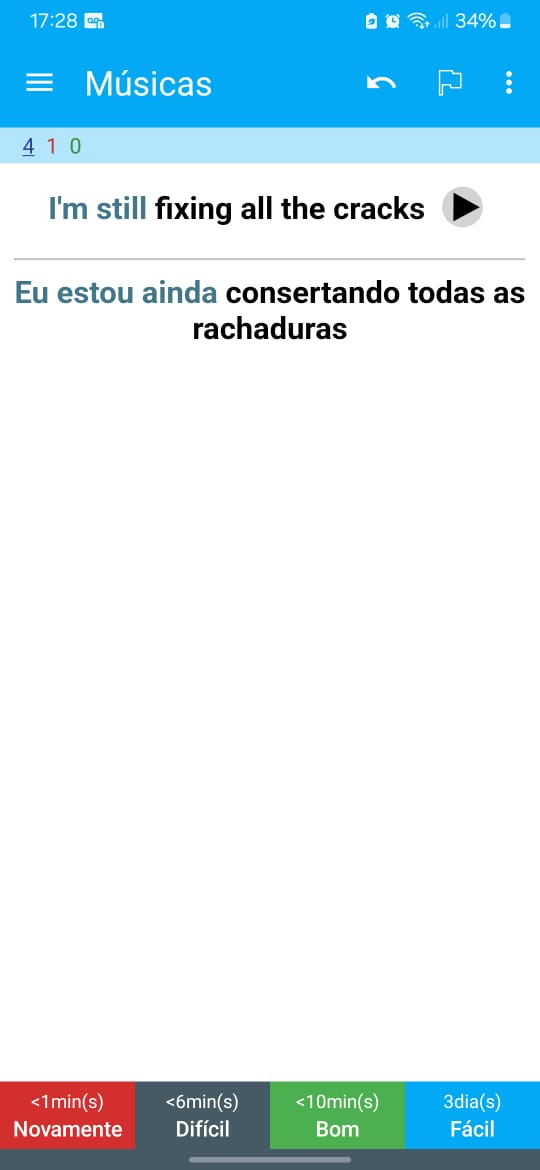 17:28 34%
Músicas
4 1 0
I'm still fixing all the cracks
Eu estou ainda consertando todas as
rachaduras
<1min(s) <6min(s) <10min(s) 3dia(s)
Novamente Difícil Bom Fácil